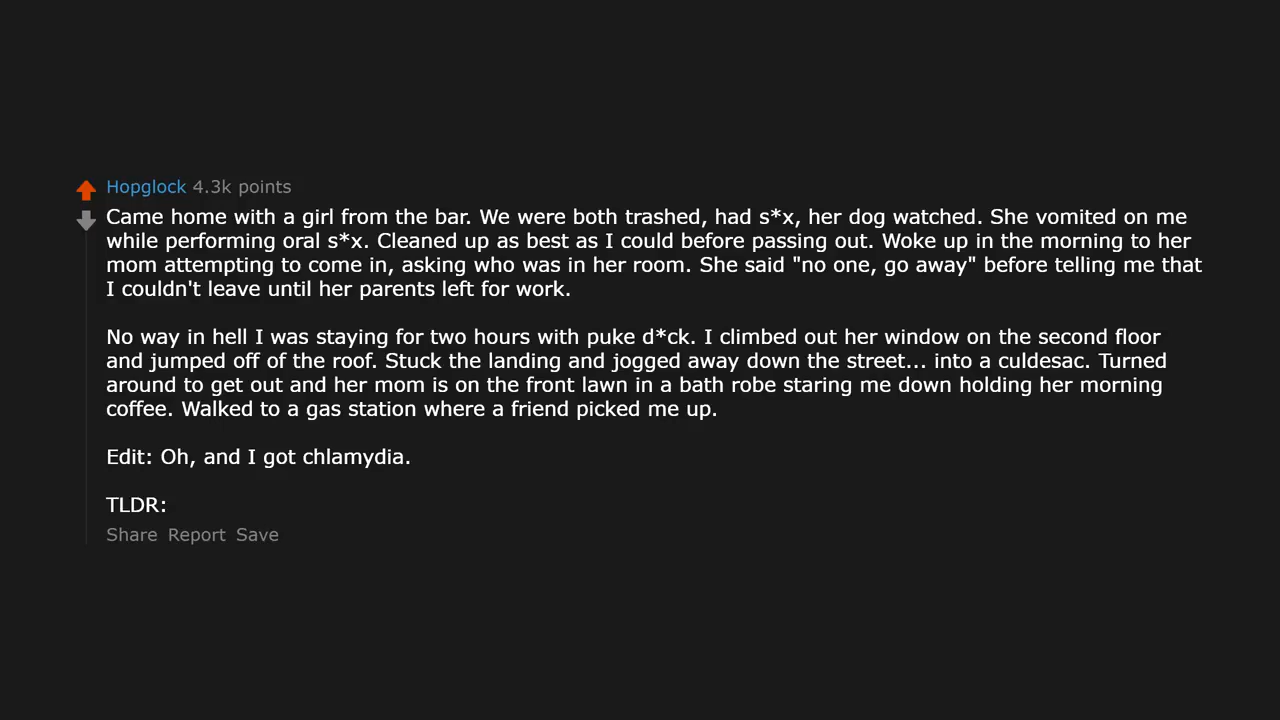 Hopglock 4.3k points
Came home with a girl from the bar. We were both trashed, had s*x, her dog watched. She vomited on me
while performing oral s*x. Cleaned up as best as I could before passing out. Woke up in the morning to her
mom attempting to come in, asking who was in her room. She said "no one, go away" before telling me that
I couldn't leave until her parents left for work.
No way in hell I was staying for two hours with puke d*ck. I climbed out her window on the second floor
and jumped off of the roof. Stuck the landing and jogged away down the street... into a culdesac. Turned
around to get out and her mom is on the front lawn in a bath robe staring me down holding her morning
coffee. Walked to a gas station where a friend picked me up.
Edit: Oh, and I got chlamydia.
TLDR:
Share Report Save